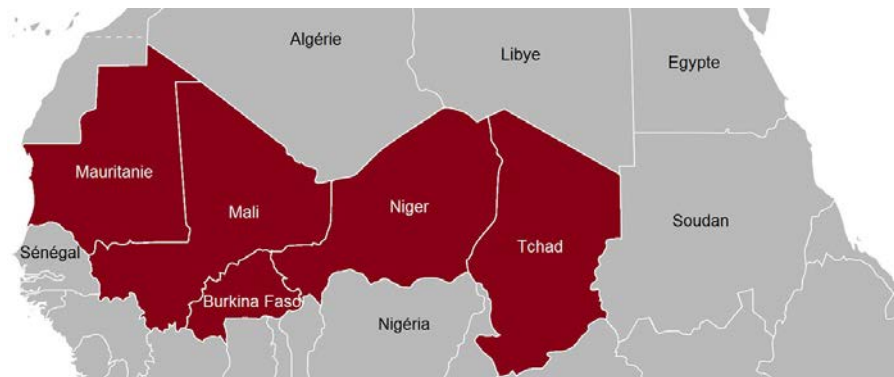 Algérie
Libye
Egypte
Mauritanie
Mali
Niger
Soudan
Sénégal
Tchad
Burkina Faso
Nigéria